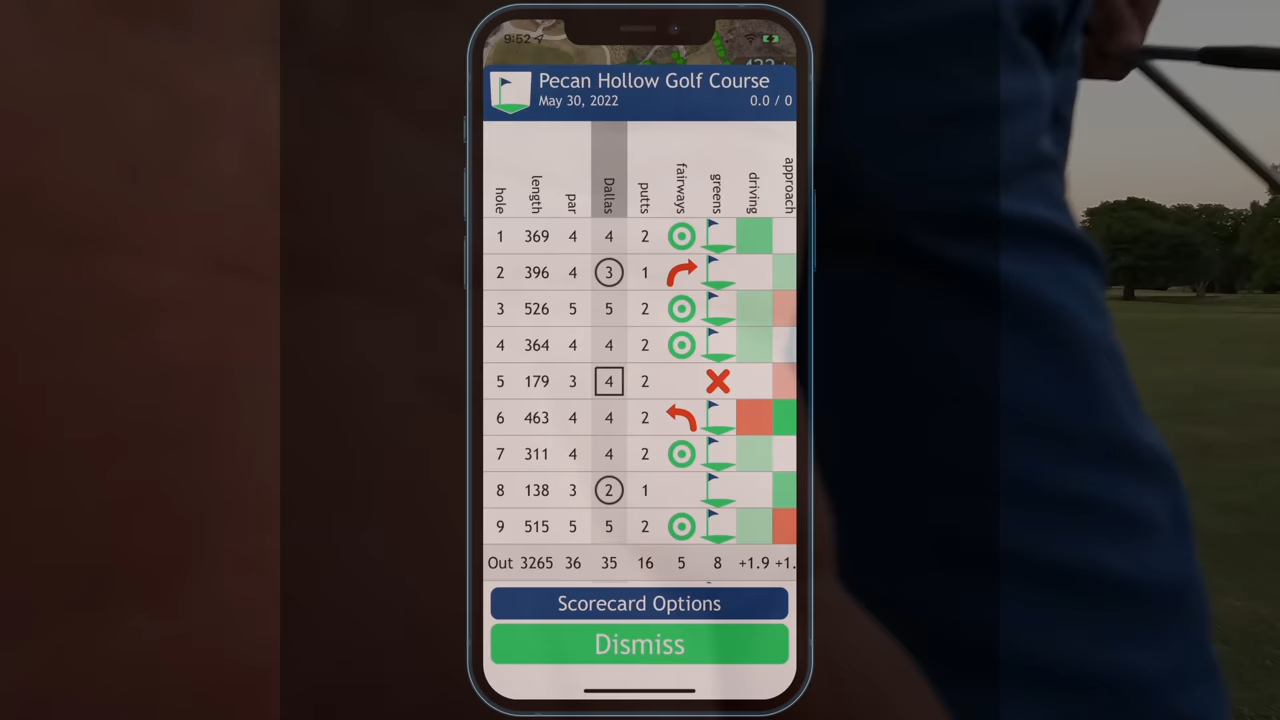 9:52
Pecan Hollow Golf Course
May 30, 2022 0.0 / 0
hole length par Dallas putts fairways greens driving approach
1 369 4 4 2
2 396 4 3 1
3 526 5 5 2
4 364 4 4 2
5 179 3 4 2
6 463 4 4 2
7 311 4 4 2
8 138 3 2 1
9 515 5 5 2
Out 3265 36 35 16 5 8 +1.9 +1.
Scorecard Options
Dismiss